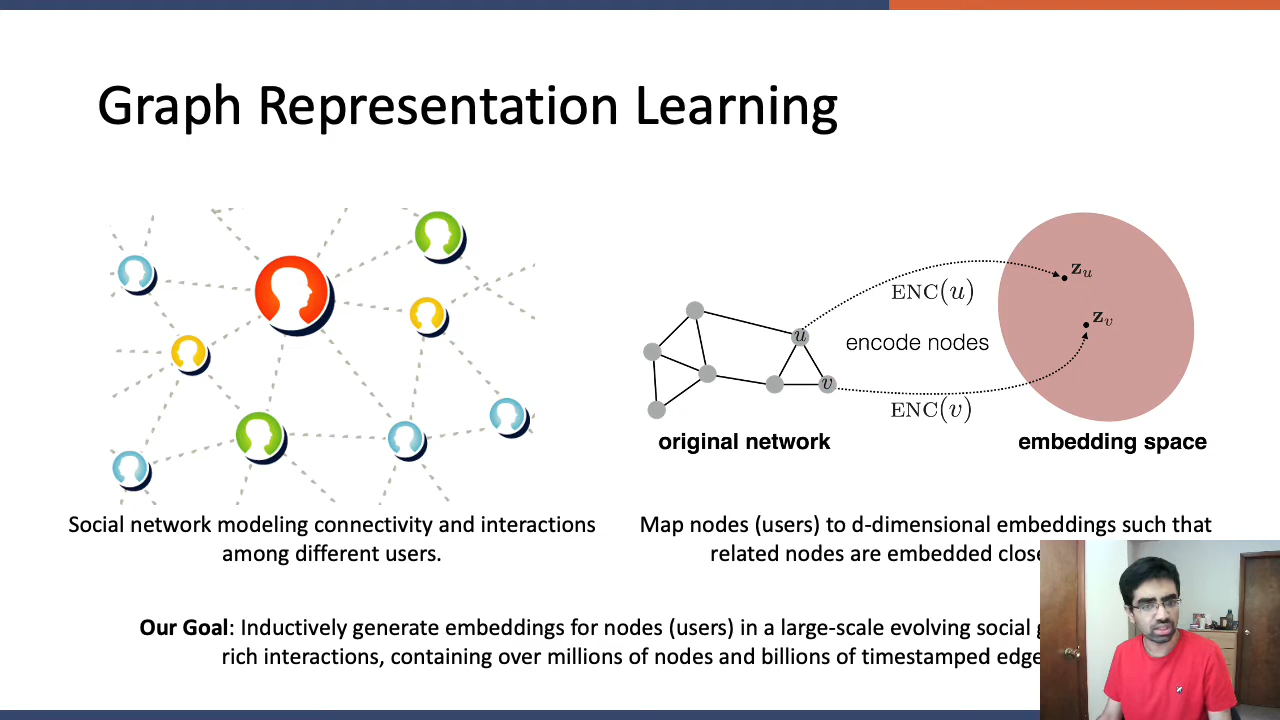 Graph Representation Learning
z_u
ENC(u)
u
encode nodes
z_v
v
ENC(v)
original network
embedding space
Social network modeling connectivity and interactions
among different users.
Map nodes (users) to d-dimensional embeddings such that
related nodes are embedded
Our Goal: Inductively generate embeddings for nodes (users) in a large-scale evolving social
rich interactions, containing over millions of nodes and billions of timestamped